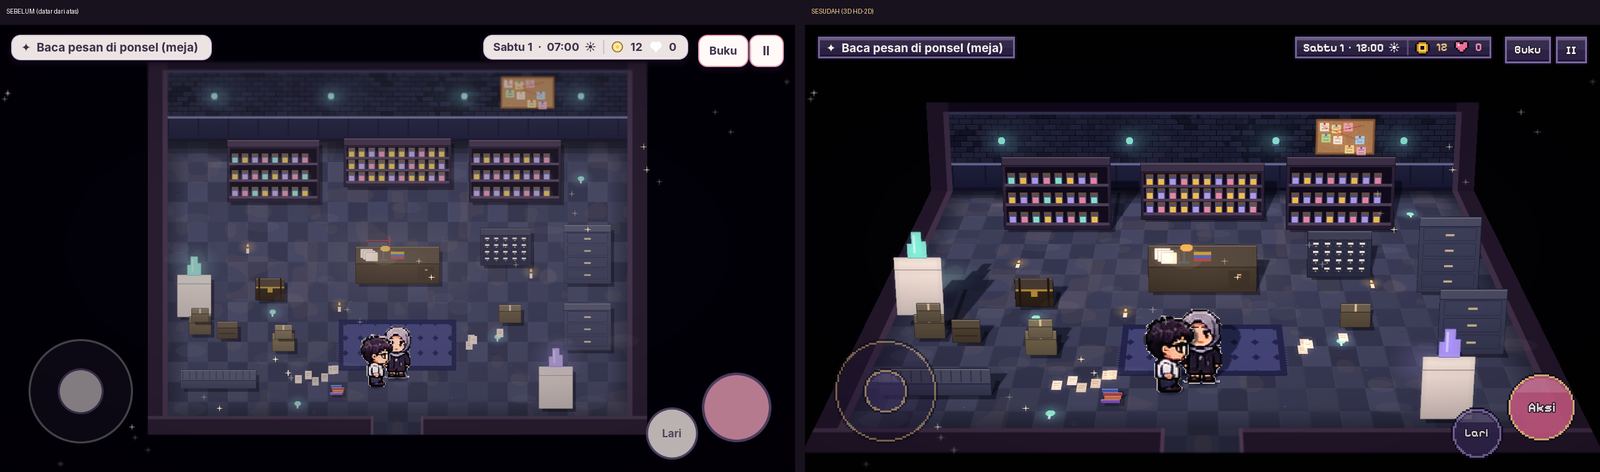 SEBELUM (datar dari atas)
✦ Baca pesan di ponsel (meja)
Sabtu 1 · 07:00 ☀ 12 0
Buku
II
Lari
SESUDAH (3D HD-2D)
✦ Baca pesan di ponsel (meja)
Sabtu 1 · 18:00 ☀ 18 0
Buku
II
Aksi
Lari